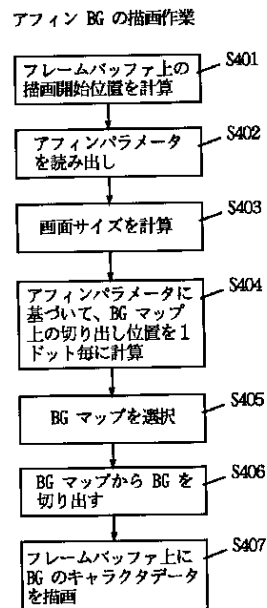 アフィン BG の描画作業
S401
フレームバッファ上の
描画開始位置を計算
S402
アフィンパラメータ
を読み出し
S403
画面サイズを計算
S404
アフィンパラメータに
基づいて、BG マップ
上の切り出し位置を1
ドット毎に計算
S405
BG マップを選択
S406
BG マップから BG を
切り出す
S407
フレームバッファ上に
BG のキャラクタデータ
を描画